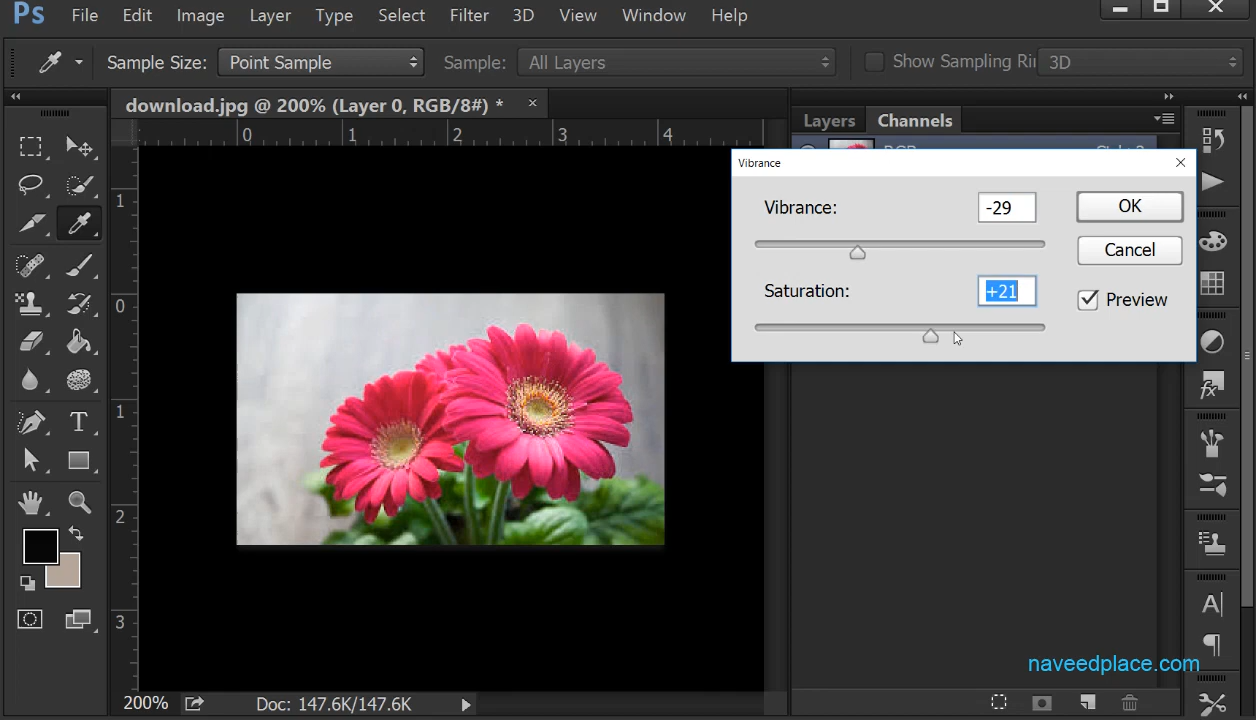 Ps File Edit Image Layer Type Select Filter 3D View Window Help
Sample Size: Point Sample Sample: All Layers Show Sampling Ri 3D
download.jpg @ 200% (Layer 0, RGB/8#) * ×
Layers Channels
0 1 2 3 4
Vibrance
Vibrance: -29 OK
Cancel
Saturation: +21 Preview
1
0
1
2
3
T
fx
A
200% Doc: 147.6K/147.6K
naveedplace.com